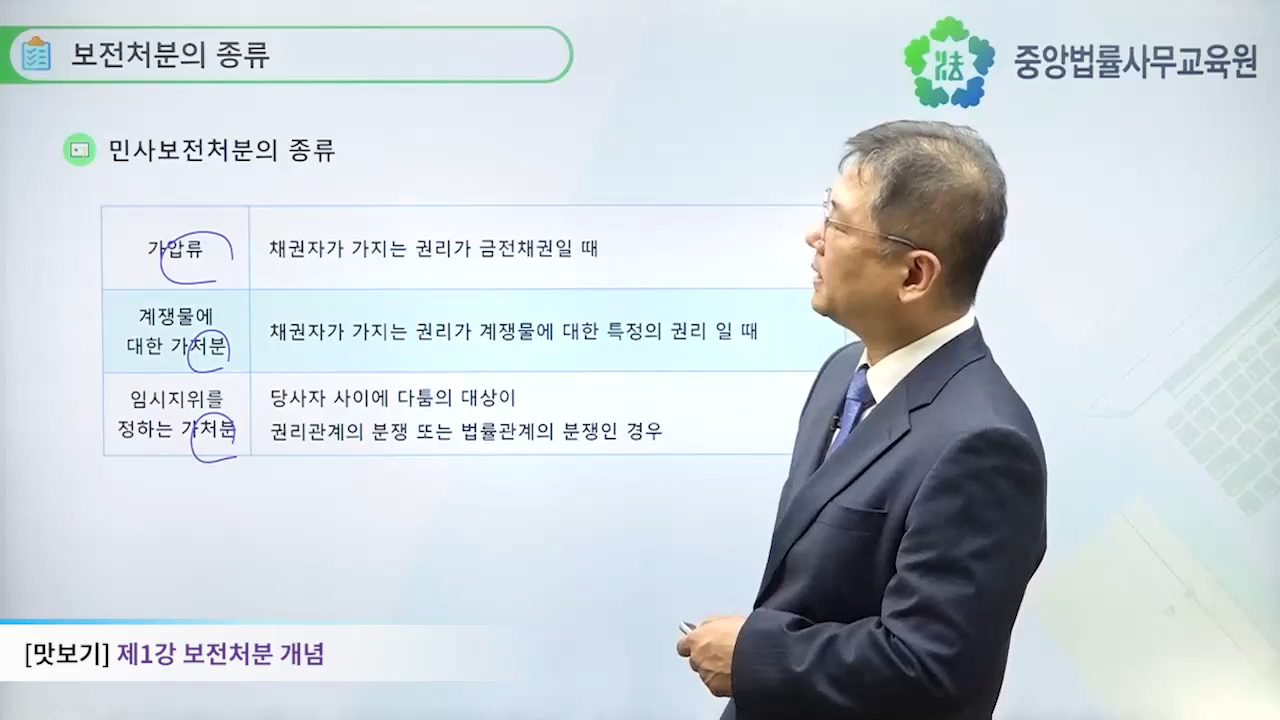 보전처분의 종류
중앙법률사무교육원
민사보전처분의 종류
가압류
채권자가 가지는 권리가 금전채권일 때
계쟁물에
대한 가처분
채권자가 가지는 권리가 계쟁물에 대한 특정의 권리 일 때
임시지위를
정하는 가처분
당사자 사이에 다툼의 대상이
권리관계의 분쟁 또는 법률관계의 분쟁인 경우
[맛보기] 제1강 보전처분 개념